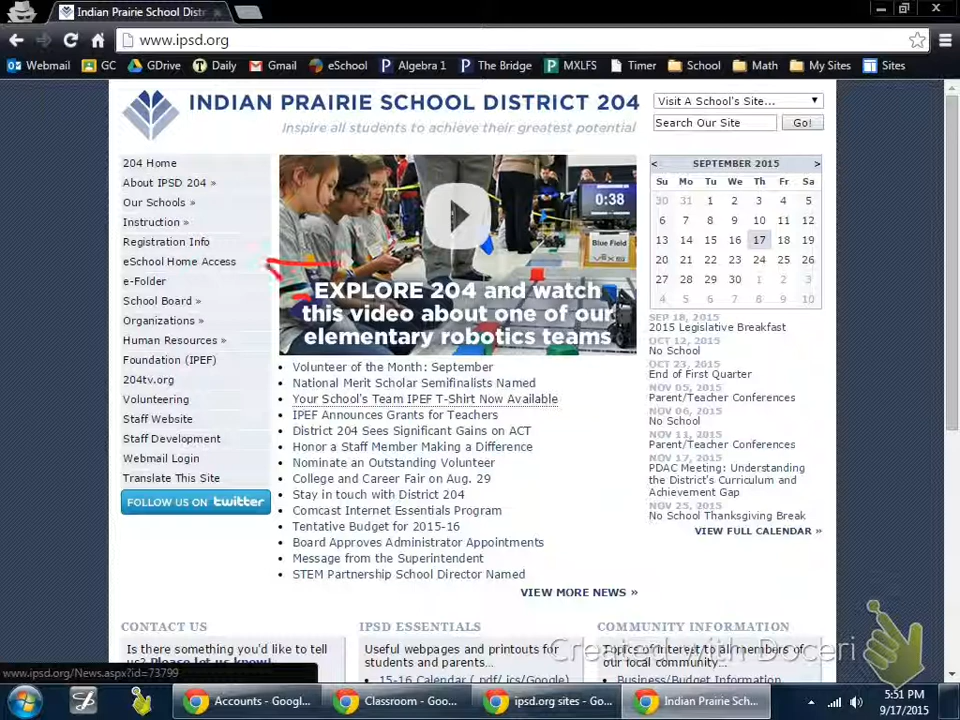 Indian Prairie School Distr
www.ipsd.org
Webmail GC GDrive Daily Gmail eSchool Algebra 1 The Bridge MXLFS Timer School Math My Sites Sites
INDIAN PRAIRIE SCHOOL DISTRICT 204
Inspire all students to achieve their greatest potential
Visit A School's Site...
Search Our Site Go!
204 Home
About IPSD 204 »
Our Schools »
Instruction »
Registration Info
eSchool Home Access
e-Folder
School Board »
Organizations »
Human Resources »
Foundation (IPEF)
204tv.org
Volunteering
Staff Website
Staff Development
Webmail Login
Translate This Site
FOLLOW US ON twitter
0:38
Blue Field
EXPLORE 204 and watch
this video about one of our
elementary robotics teams
• Volunteer of the Month: September
• National Merit Scholar Semifinalists Named
• Your School's Team IPEF T-Shirt Now Available
• IPEF Announces Grants for Teachers
• District 204 Sees Significant Gains on ACT
• Honor a Staff Member Making a Difference
• Nominate an Outstanding Volunteer
• College and Career Fair on Aug. 29
• Stay in touch with District 204
• Comcast Internet Essentials Program
• Tentative Budget for 2015-16
• Board Approves Administrator Appointments
• Message from the Superintendent
• STEM Partnership School Director Named
VIEW MORE NEWS »
< SEPTEMBER 2015 >
Su Mo Tu We Th Fr Sa
30 31 1 2 3 4 5
6 7 8 9 10 11 12
13 14 15 16 17 18 19
20 21 22 23 24 25 26
27 28 29 30 1 2 3
4 5 6 7 8 9 10
SEP 18, 2015
2015 Legislative Breakfast
OCT 12, 2015
No School
OCT 23, 2015
End of First Quarter
NOV 05, 2015
Parent/Teacher Conferences
NOV 06, 2015
No School
NOV 11, 2015
Parent/Teacher Conferences
NOV 17, 2015
PDAC Meeting: Understanding
the District's Curriculum and
Achievement Gap
NOV 25, 2015
No School Thanksgiving Break
VIEW FULL CALENDAR »
CONTACT US
Is there something you'd like to
tell us? Please let us know!
IPSD ESSENTIALS
Useful webpages and printouts for
students and parents...
15-16 Calendar (.pdf/.ics/Google)
COMMUNITY INFORMATION
Topics of interest to all members of
our local community...
Business/Budget Information
Created with Doceri
www.ipsd.org/News.aspx?id=73799
Accounts - Googl...
Classroom - Goo...
ipsd.org sites - Go...
Indian Prairie Sch...
5:51 PM
9/17/2015